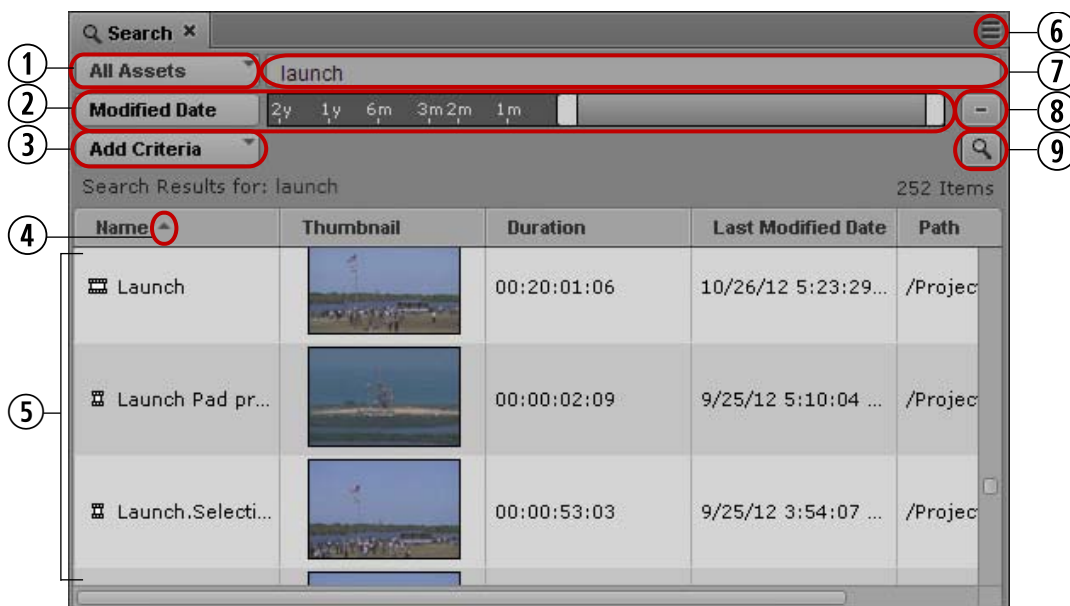 Search ×
6
1 All Assets launch 7
2 Modified Date 2y 1y 6m 3m 2m 1m - 8
3 Add Criteria 9
Search Results for: launch 252 Items
4 Name Thumbnail Duration Last Modified Date Path
Launch 00:20:01:06 10/26/12 5:23:29... /Projec
5 Launch Pad pr... 00:00:02:09 9/25/12 5:10:04 ... /Projec
Launch.Selecti... 00:00:53:03 9/25/12 3:54:07 ... /Projec